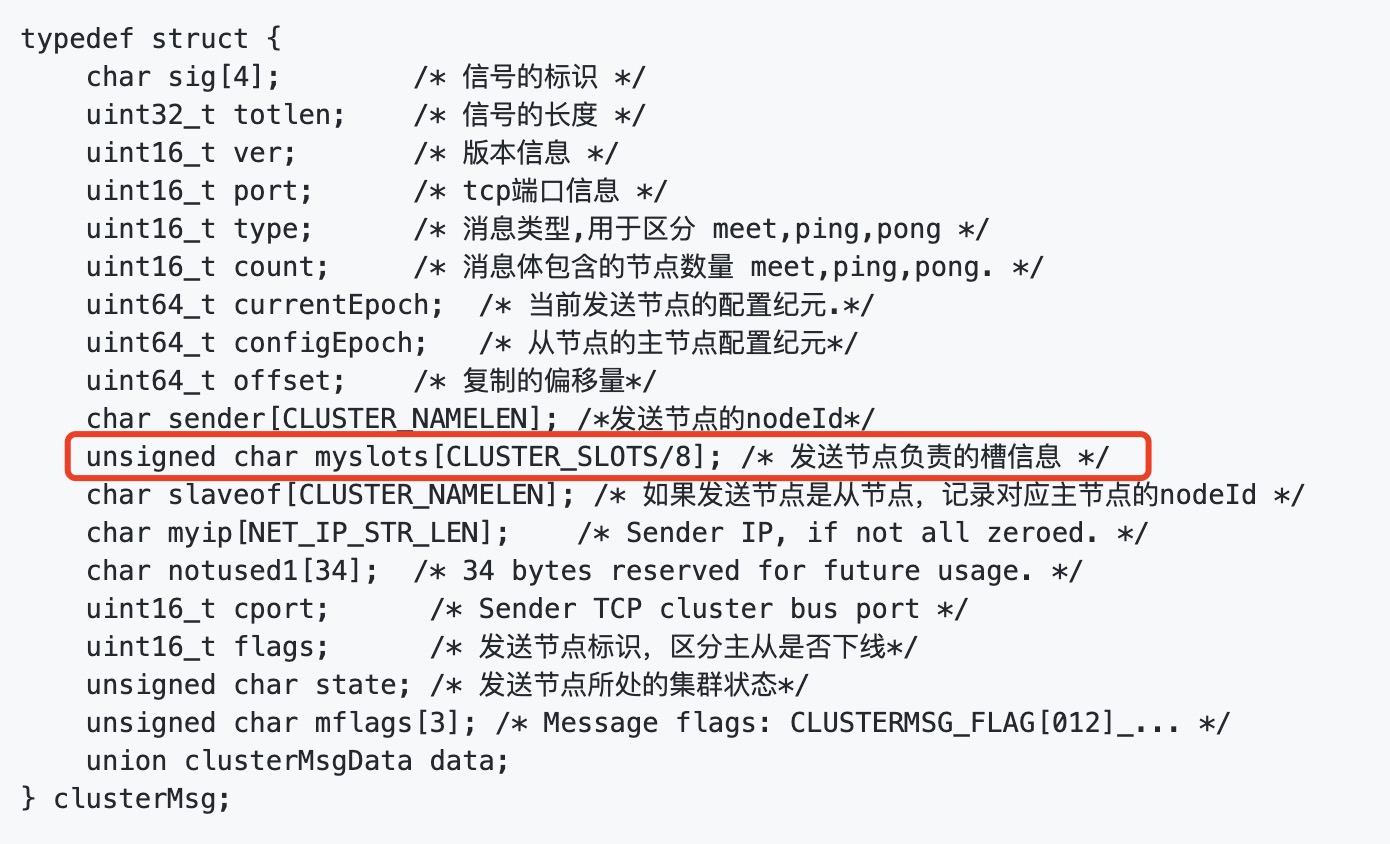 typedef struct {
    char sig[4];        /* 信号的标识 */
    uint32_t totlen;    /* 信号的长度 */
    uint16_t ver;       /* 版本信息 */
    uint16_t port;      /* tcp端口信息 */
    uint16_t type;      /* 消息类型,用于区分 meet,ping,pong */
    uint16_t count;     /* 消息体包含的节点数量 meet,ping,pong. */
    uint64_t currentEpoch;  /* 当前发送节点的配置纪元.*/
    uint64_t configEpoch;   /* 从节点的主节点配置纪元*/
    uint64_t offset;    /* 复制的偏移量*/
    char sender[CLUSTER_NAMELEN]; /*发送节点的nodeId*/
    unsigned char myslots[CLUSTER_SLOTS/8]; /* 发送节点负责的槽信息 */
    char slaveof[CLUSTER_NAMELEN]; /* 如果发送节点是从节点，记录对应主节点的nodeId */
    char myip[NET_IP_STR_LEN];    /* Sender IP, if not all zeroed. */
    char notused1[34];  /* 34 bytes reserved for future usage. */
    uint16_t cport;      /* Sender TCP cluster bus port */
    uint16_t flags;      /* 发送节点标识，区分主从是否下线*/
    unsigned char state; /* 发送节点所处的集群状态*/
    unsigned char mflags[3]; /* Message flags: CLUSTERMSG_FLAG[012]_... */
    union clusterMsgData data;
} clusterMsg;